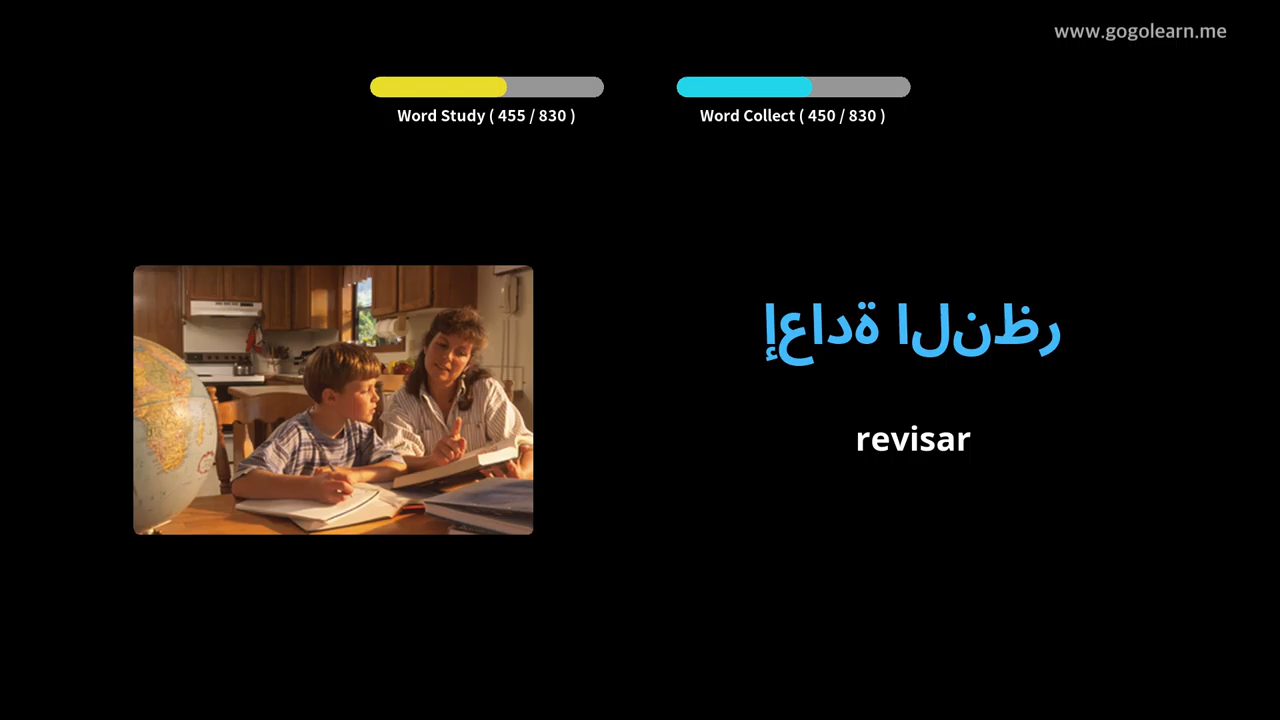 www.gogolearn.me
Word Study ( 455 / 830 )
Word Collect ( 450 / 830 )
إعادة النظر
revisar